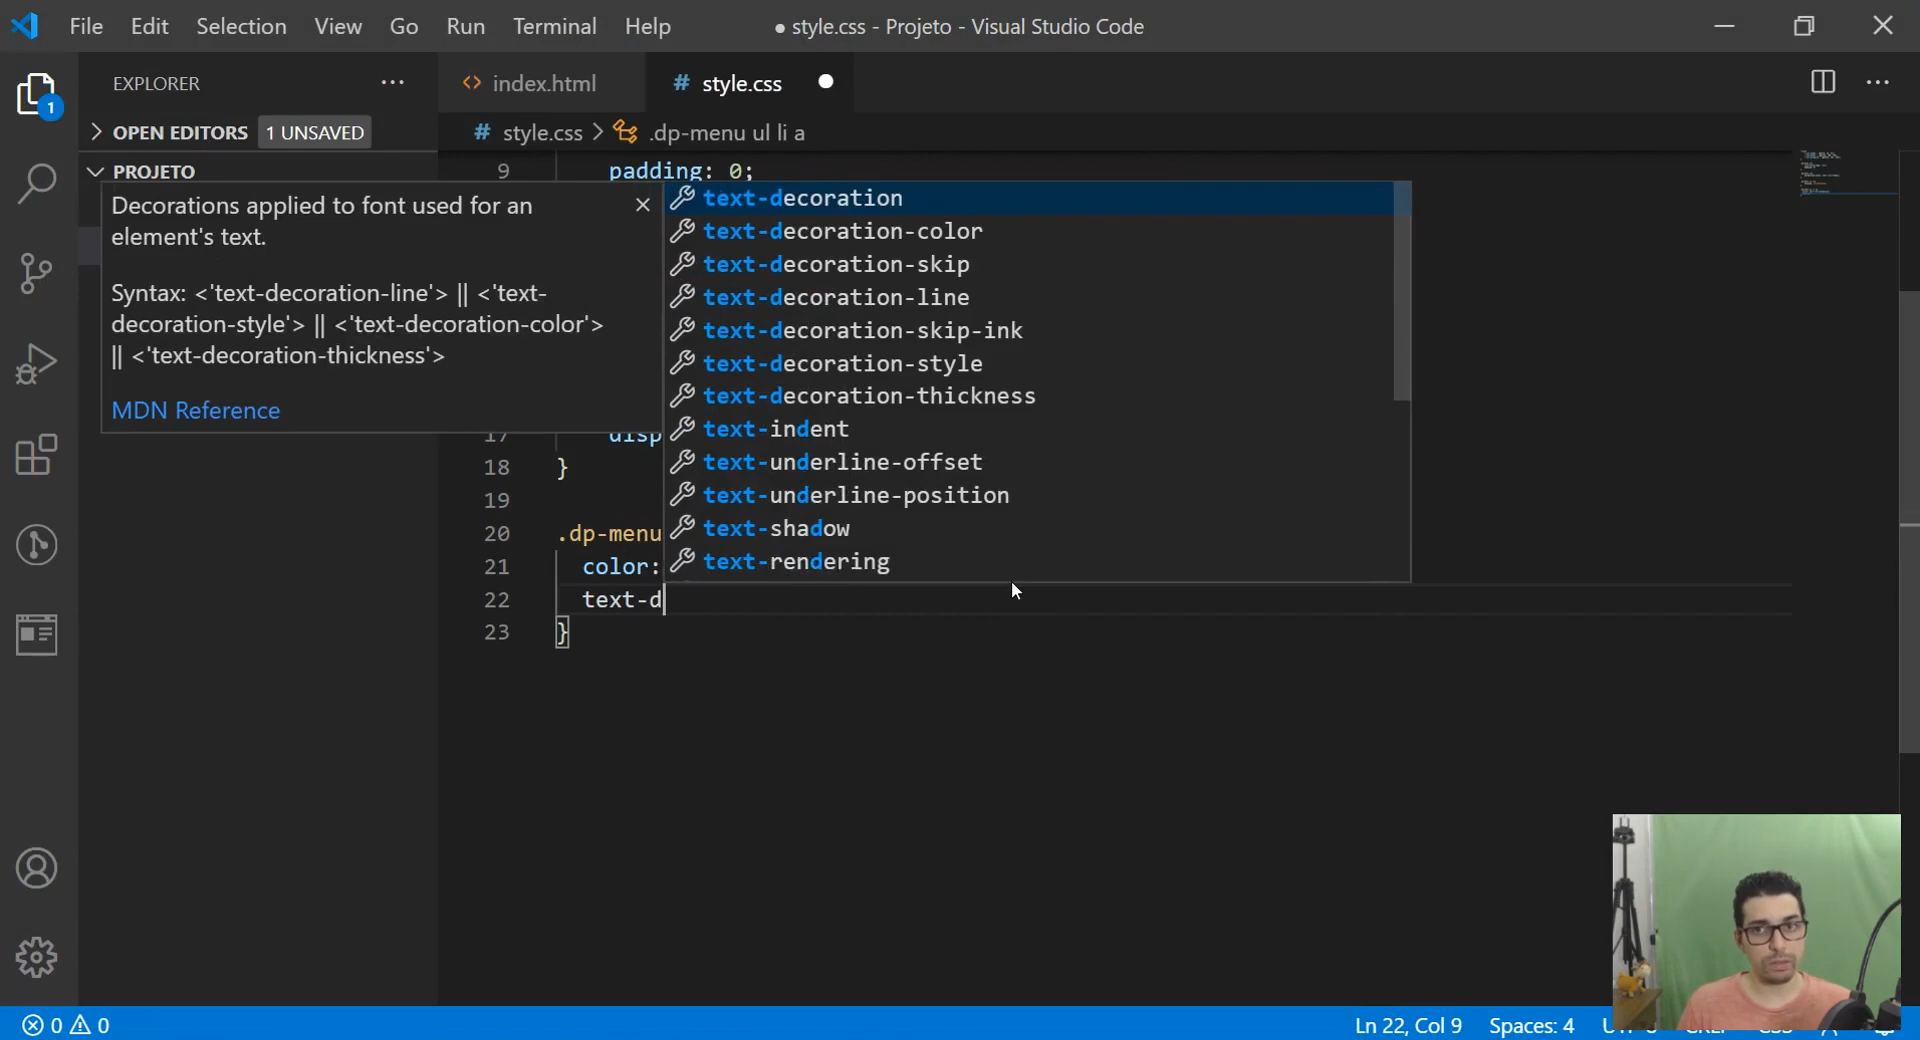 File Edit Selection View Go Run Terminal Help ● style.css - Projeto - Visual Studio Code
EXPLORER ···
index.html # style.css ●
OPEN EDITORS 1 UNSAVED
# style.css > .dp-menu ul li a
PROJETO
1
9 padding: 0;
Decorations applied to font used for an
element's text.
Syntax: <'text-decoration-line'> || <'text-
decoration-style'> || <'text-decoration-color'>
|| <'text-decoration-thickness'>
MDN Reference
text-decoration
text-decoration-color
text-decoration-skip
text-decoration-line
text-decoration-skip-ink
text-decoration-style
text-decoration-thickness
text-indent
text-underline-offset
text-underline-position
text-shadow
text-rendering
17 disp
18 }
19
20 .dp-menu
21 color:
22 text-d
23 }
0 0 Ln 22, Col 9 Spaces: 4